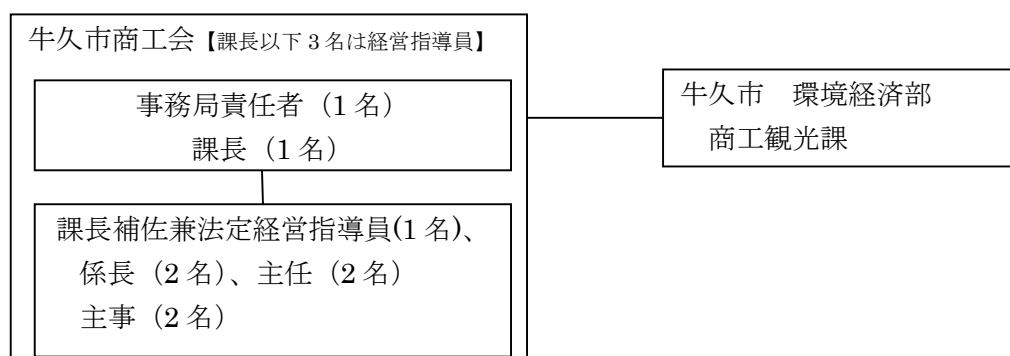 牛久市商工会【課長以下 3 名は経営指導員】
事務局責任者（1 名）
課長（1 名）
課長補佐兼法定経営指導員(1 名)、
係長（2 名）、主任（2 名）
主事（2 名）
牛久市　環境経済部
商工観光課